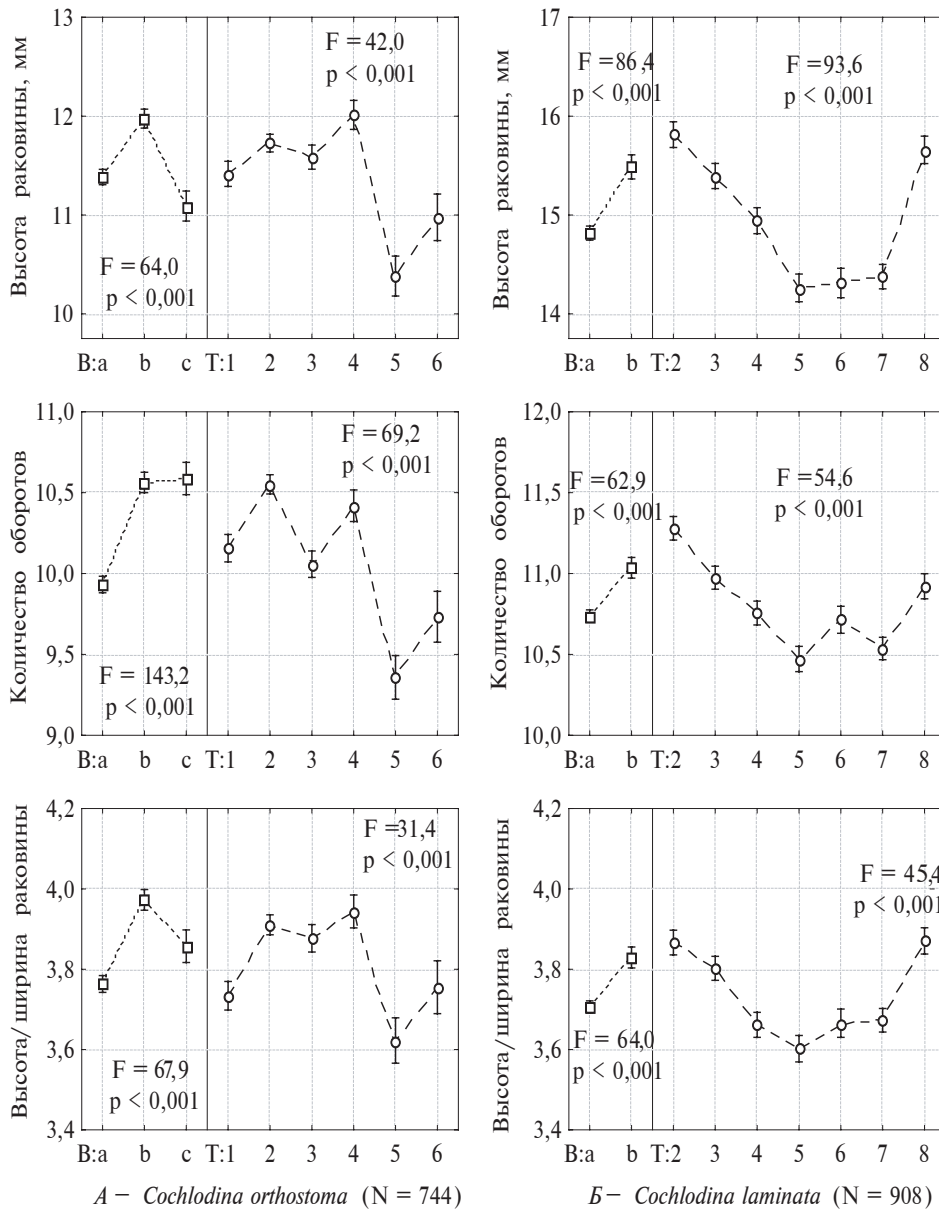 Высота раковины, мм
13
12
11
10
F = 42,0
p < 0,001
F = 64,0
p < 0,001
B:a b c T:1 2 3 4 5 6
Высота раковины, мм
17
16
15
14
F = 86,4
p < 0,001
F = 93,6
p < 0,001
B:a b T:2 3 4 5 6 7 8
Количество оборотов
11,0
10,5
10,0
9,5
9,0
F = 69,2
p < 0,001
F = 143,2
p < 0,001
B:a b c T:1 2 3 4 5 6
Количество оборотов
12,0
11,5
11,0
10,5
10,0
F = 62,9
p < 0,001
F = 54,6
p < 0,001
B:a b T:2 3 4 5 6 7 8
Высота/ширина раковины
4,2
4,0
3,8
3,6
3,4
F = 31,4
p < 0,001
F = 67,9
p < 0,001
B:a b c T:1 2 3 4 5 6
Высота/ширина раковины
4,2
4,0
3,8
3,6
3,4
F = 45,4
p < 0,001
F = 64,0
p < 0,001
B:a b T:2 3 4 5 6 7 8
А – Cochlodina orthostoma (N = 744)
Б – Cochlodina laminata (N = 908)